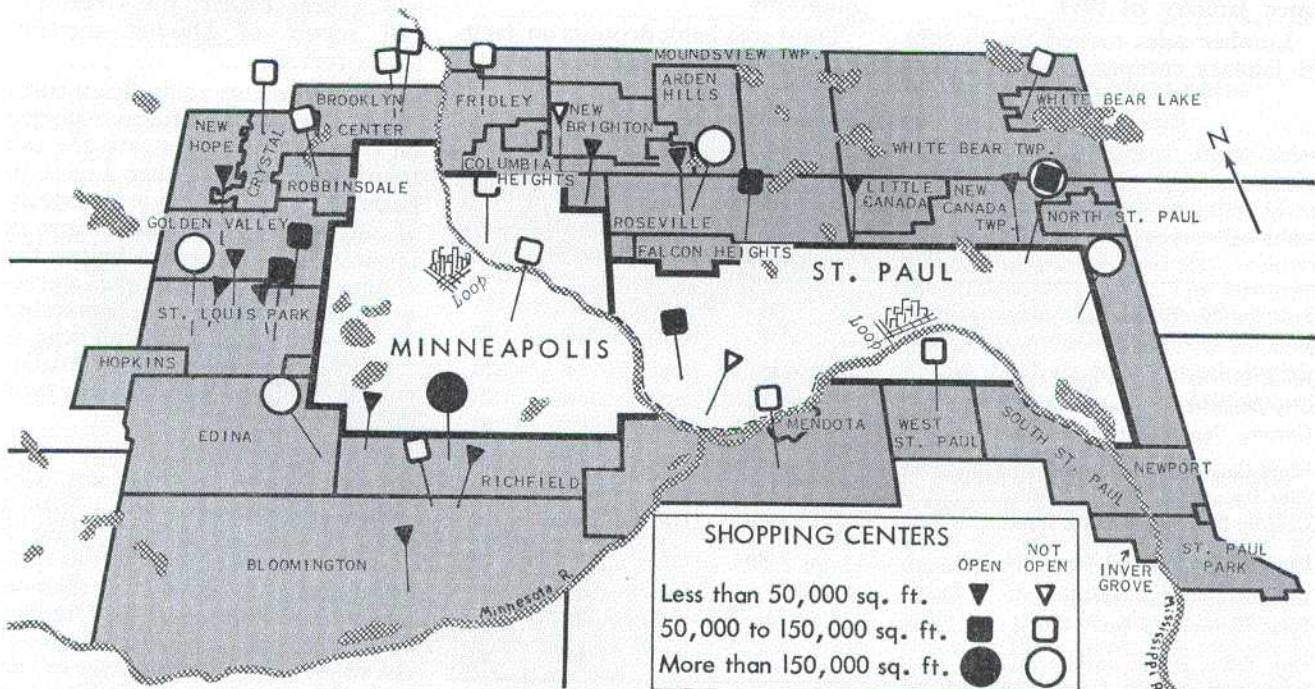 MOUNDSVIEW TWP.
BROOKLYN
CENTER
FRIDLEY
NEW
BRIGHTON
ARDEN
HILLS
WHITE BEAR LAKE
NEW
HOPE
CRYSTAL
ROBBINSDALE
COLUMBIA
HEIGHTS
WHITE BEAR TWP.
N
LITTLE
CANADA
NEW
CANADA
TWP.
NORTH ST. PAUL
GOLDEN VALLEY
ROSEVILLE
FALCON HEIGHTS
ST. PAUL
Loop
Loop
ST. LOUIS PARK
MINNEAPOLIS
HOPKINS
EDINA
MENDOTA
WEST
ST. PAUL
SOUTH ST. PAUL
NEWPORT
RICHFIELD
BLOOMINGTON
Minnesota R.
INVER
GROVE
ST. PAUL
PARK
SHOPPING CENTERS
OPEN
NOT
OPEN
Less than 50,000 sq. ft.
50,000 to 150,000 sq. ft.
More than 150,000 sq. ft.